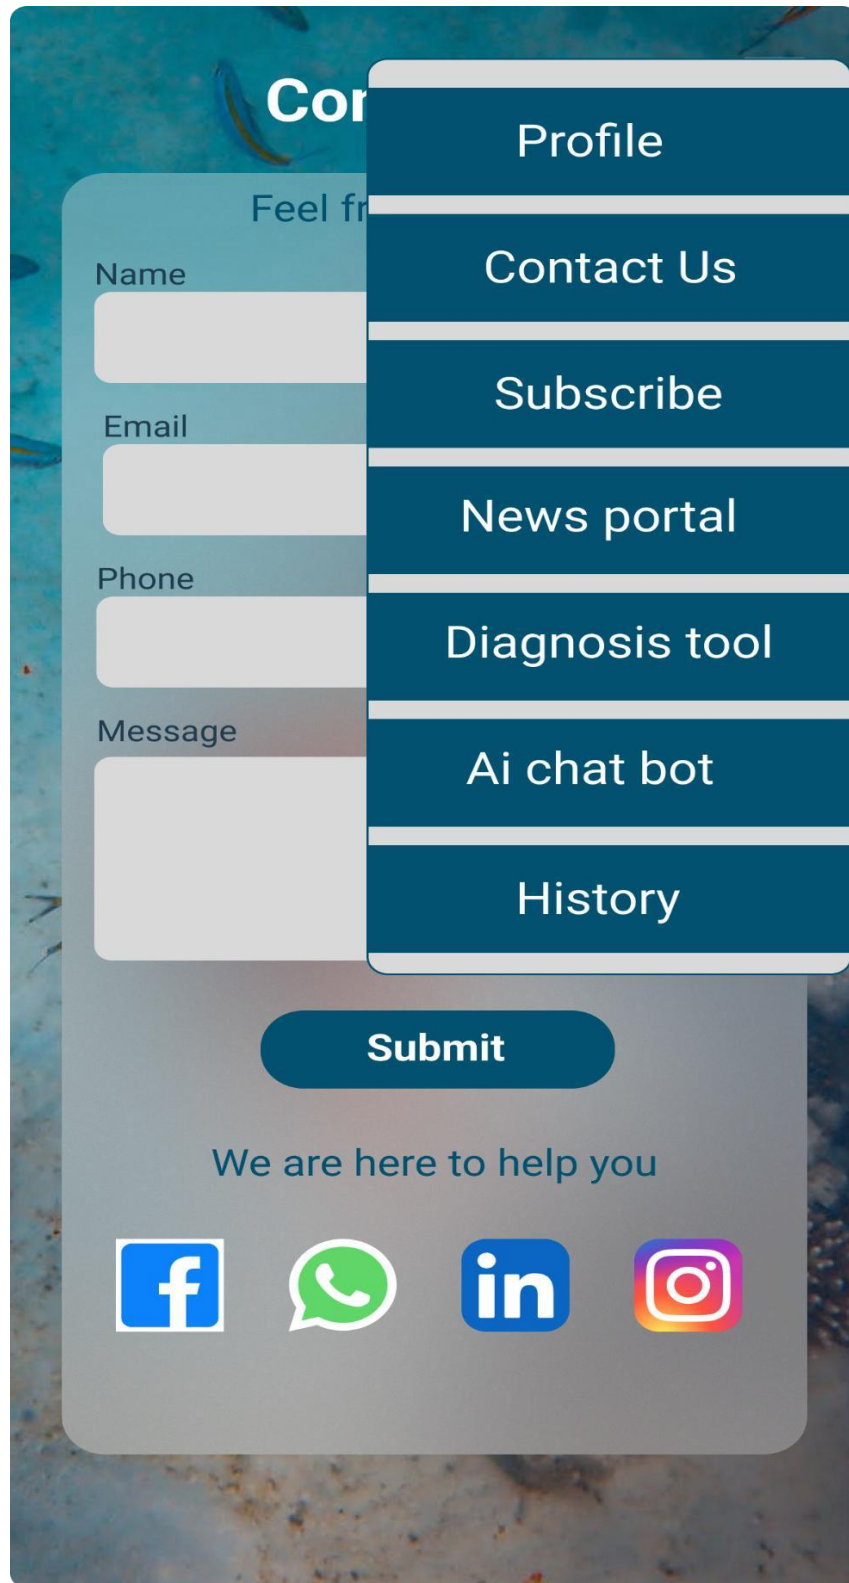 Profile
Feel
Contact Us
Name
Subscribe
Email
News portal
Phone
Diagnosis tool
Message
Ai chat bot
History
Submit
We are here to help you